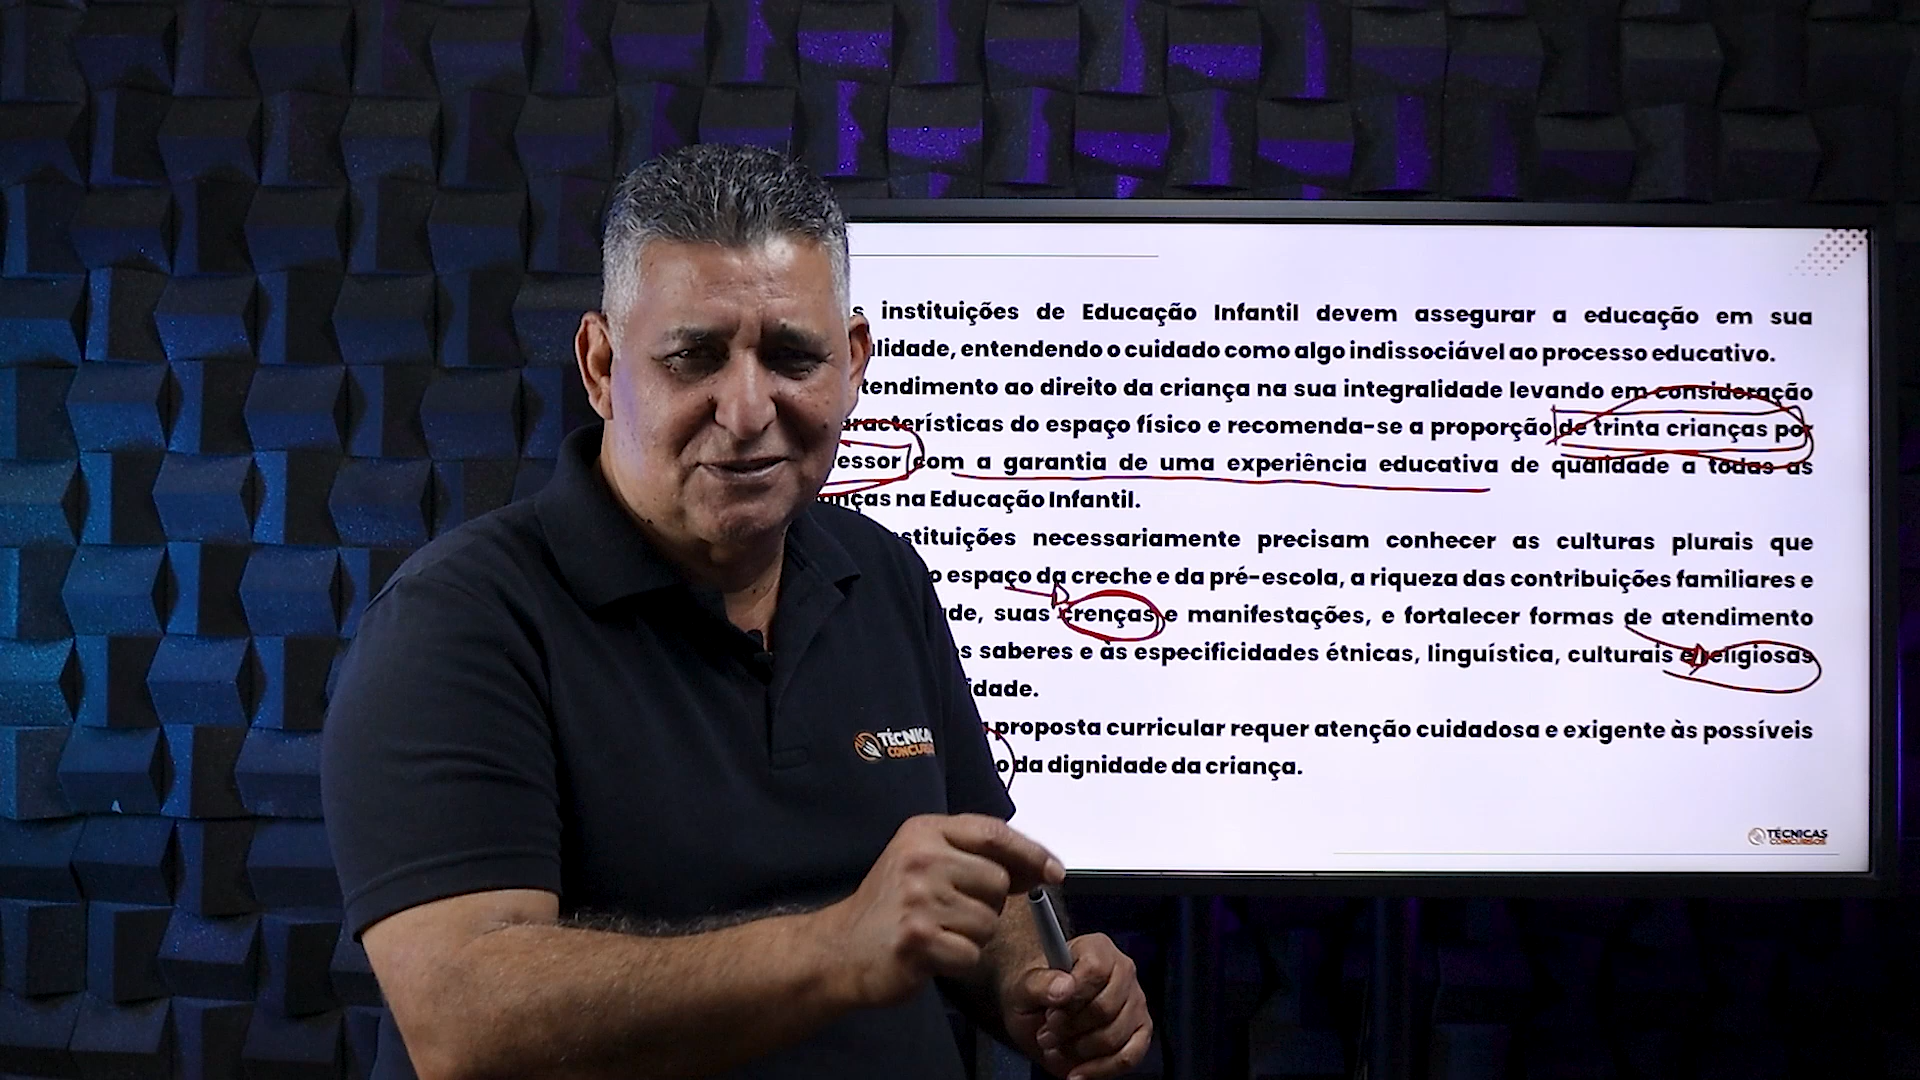 s instituições de Educação Infantil devem assegurar a educação em sua
lidade, entendendo o cuidado como algo indissociável ao processo educativo.
tendimento ao direito da criança na sua integralidade levando em consideração
aracterísticas do espaço físico e recomenda-se a proporção de trinta crianças por
essor com a garantia de uma experiência educativa de qualidade a todas as
nças na Educação Infantil.
stituições necessariamente precisam conhecer as culturas plurais que
o espaço da creche e da pré-escola, a riqueza das contribuições familiares e
de, suas crenças e manifestações, e fortalecer formas de atendimento
s saberes e às especificidades étnicas, linguística, culturais e religiosas
idade.
proposta curricular requer atenção cuidadosa e exigente às possíveis
o da dignidade da criança.
TÉCNICAS
CONCURSOS
TÉCNICA
CONCURSO